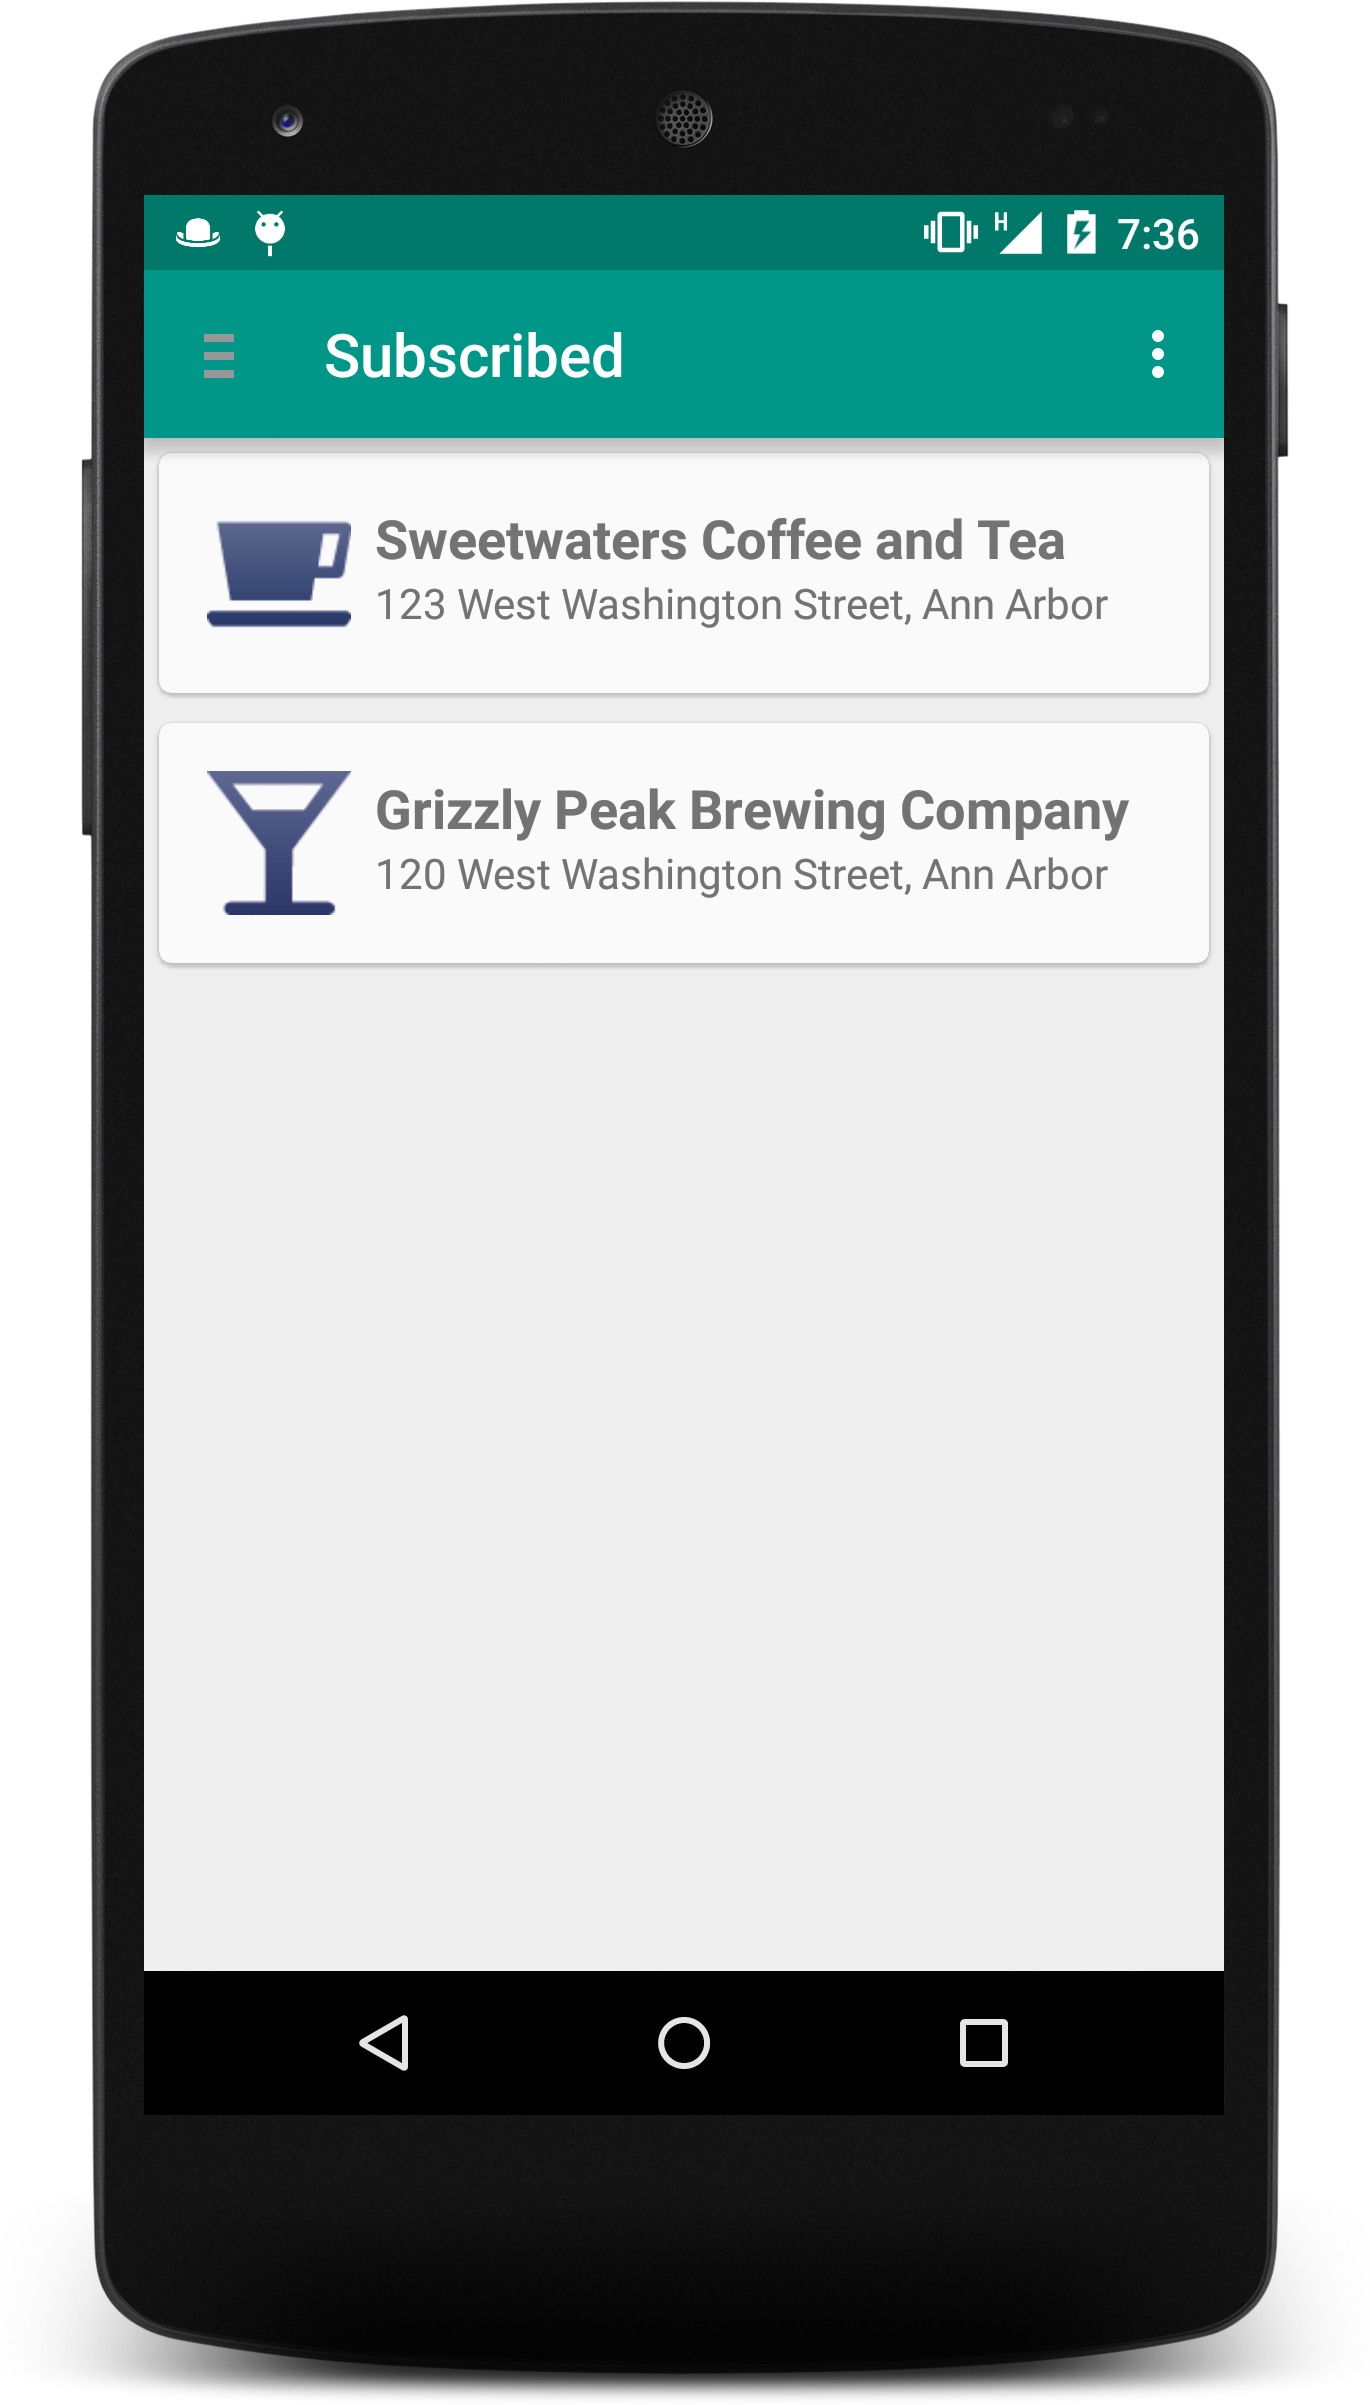 H 7:36
Subscribed
Sweetwaters Coffee and Tea
123 West Washington Street, Ann Arbor
Grizzly Peak Brewing Company
120 West Washington Street, Ann Arbor